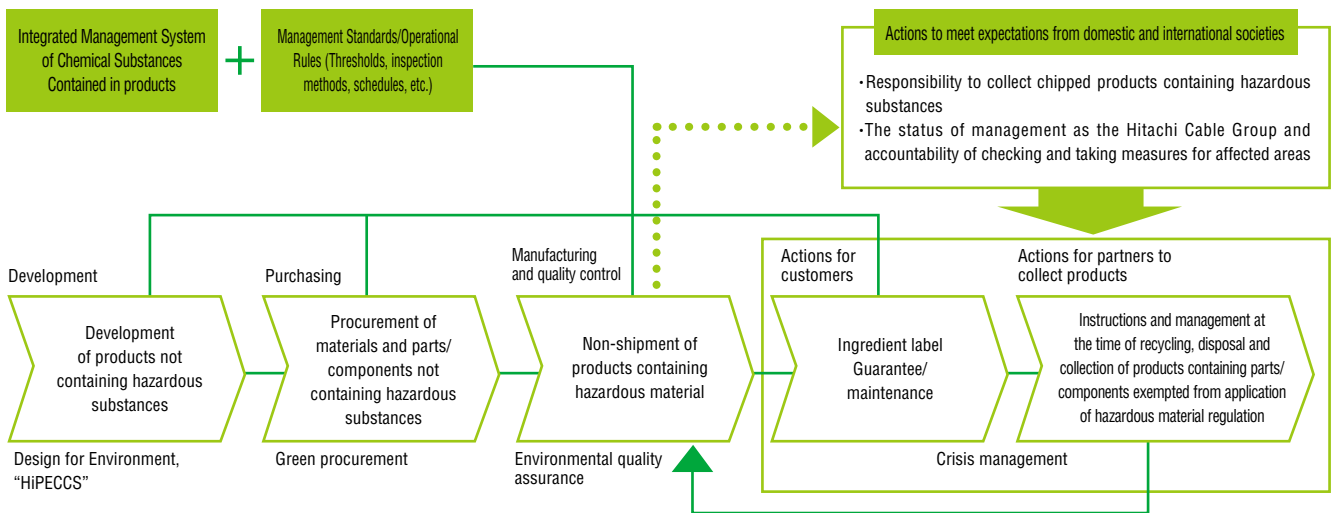 Integrated Management System
of Chemical Substances
Contained in products
+
Management Standards/Operational
Rules (Thresholds, inspection
methods, schedules, etc.)
Actions to meet expectations from domestic and international societies
・Responsibility to collect chipped products containing hazardous
substances
・The status of management as the Hitachi Cable Group and
accountability of checking and taking measures for affected areas
Development
Development
of products not
containing hazardous
substances
Design for Environment,
“HiPECCS”
Purchasing
Procurement of
materials and parts/
components not
containing hazardous
substances
Green procurement
Manufacturing
and quality control
Non-shipment of
products containing
hazardous material
Environmental quality
assurance
Actions for
customers
Ingredient label
Guarantee/
maintenance
Actions for partners to
collect products
Instructions and management at
the time of recycling, disposal and
collection of products containing parts/
components exempted from application
of hazardous material regulation
Crisis management